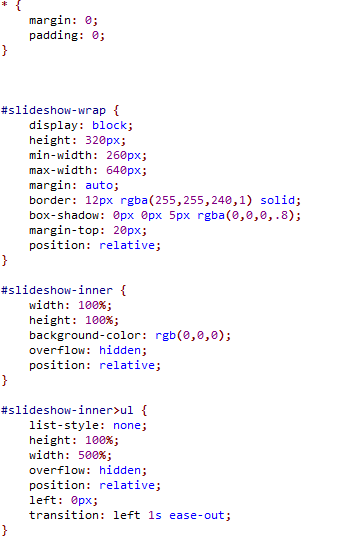 * {
    margin: 0;
    padding: 0;
}
#slideshow-wrap {
    display: block;
    height: 320px;
    min-width: 260px;
    max-width: 640px;
    margin: auto;
    border: 12px rgba(255,255,240,1) solid;
    box-shadow: 0px 0px 5px rgba(0,0,0,.8);
    margin-top: 20px;
    position: relative;
}
#slideshow-inner {
    width: 100%;
    height: 100%;
    background-color: rgb(0,0,0);
    overflow: hidden;
    position: relative;
}
#slideshow-inner>ul {
    list-style: none;
    height: 100%;
    width: 500%;
    overflow: hidden;
    position: relative;
    left: 0px;
    transition: left 1s ease-out;
}